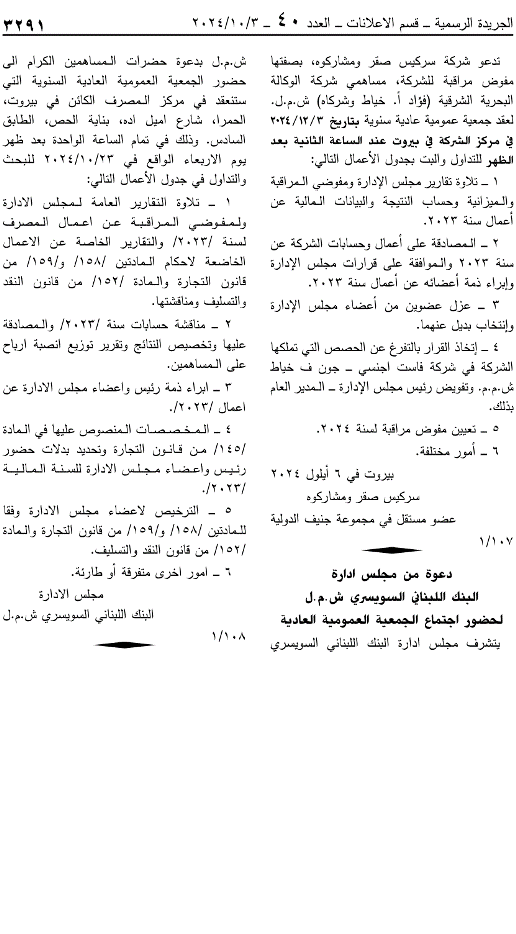 الجريدة الرسمية – قسم الاعلانات – العدد ٤٠ – ٢٠٢٤/١٠/٣
٣٢٩١
تدعو شركة سركيس صقر ومشاركوه، بصفتها
مفوض مراقبة للشركة، مساهمي شركة الوكالة
البحرية الشرقية (فؤاد أ. خياط وشركاه) ش.م.ل.
لعقد جمعية عمومية عادية سنوية بتاريخ ٢٠٢٤/١٢/٣
في مركز الشركة في بيروت عند الساعة الثانية بعد
الظهر للتداول والبت بجدول الأعمال التالي:
١ – تلاوة تقارير مجلس الإدارة ومفوضي المراقبة
والميزانية وحساب النتيجة والبيانات المالية عن
أعمال سنة ٢٠٢٣.
٢ – المصادقة على أعمال وحسابات الشركة عن
سنة ٢٠٢٣ والموافقة على قرارات مجلس الإدارة
وإبراء ذمة أعضائه عن أعمال سنة ٢٠٢٣.
٣ – عزل عضوين من أعضاء مجلس الإدارة
وإنتخاب بديل عنهما.
٤ – إتخاذ القرار بالتفرغ عن الحصص التي تملكها
الشركة في شركة فاست اجنسي – جون ف خياط
ش.م.م. وتفويض رئيس مجلس الإدارة – المدير العام
بذلك.
٥ – تعيين مفوض مراقبة لسنة ٢٠٢٤.
٦ – أمور مختلفة.
بيروت في ٦ أيلول ٢٠٢٤
سركيس صقر ومشاركوه
عضو مستقل في مجموعة جنيف الدولية
١/١٠٧
دعوة من مجلس ادارة
البنك اللبناني السويسري ش.م.ل
لحضور اجتماع الجمعية العمومية العادية
يتشرف مجلس ادارة البنك اللبناني السويسري
ش.م.ل بدعوة حضرات المساهمين الكرام الى
حضور الجمعية العمومية العادية السنوية التي
ستنعقد في مركز المصرف الكائن في بيروت،
الحمرا، شارع اميل اده، بناية الحص، الطابق
السادس. وذلك في تمام الساعة الواحدة بعد ظهر
يوم الاربعاء الواقع في ٢٠٢٤/١٠/٢٣ للبحث
والتداول في جدول الأعمال التالي:
١ – تلاوة التقارير العامة لمجلس الادارة
ولمفوضي المراقبة عن اعمال المصرف
لسنة /٢٠٢٣/ والتقارير الخاصة عن الاعمال
الخاضعة لاحكام المادتين /١٥٨/ و/١٥٩/ من
قانون التجارة والمادة /١٥٢/ من قانون النقد
والتسليف ومناقشتها.
٢ – مناقشة حسابات سنة /٢٠٢٣/ والمصادقة
عليها وتخصيص النتائج وتقرير توزيع انصبة ارباح
على المساهمين.
٣ – ابراء ذمة رئيس واعضاء مجلس الادارة عن
اعمال /٢٠٢٣/.
٤ – المخصصات المنصوص عليها في المادة
/١٤٥/ من قانون التجارة وتحديد بدلات حضور
رئيس واعضاء مجلس الادارة للسنة المالية
/٢٠٢٣/.
٥ – الترخيص لاعضاء مجلس الادارة وفقا
للمادتين /١٥٨/ و/١٥٩/ من قانون التجارة والمادة
/١٥٢/ من قانون النقد والتسليف.
٦ – امور اخرى متفرقة أو طارئة.
مجلس الادارة
البنك اللبناني السويسري ش.م.ل
١/١٠٨